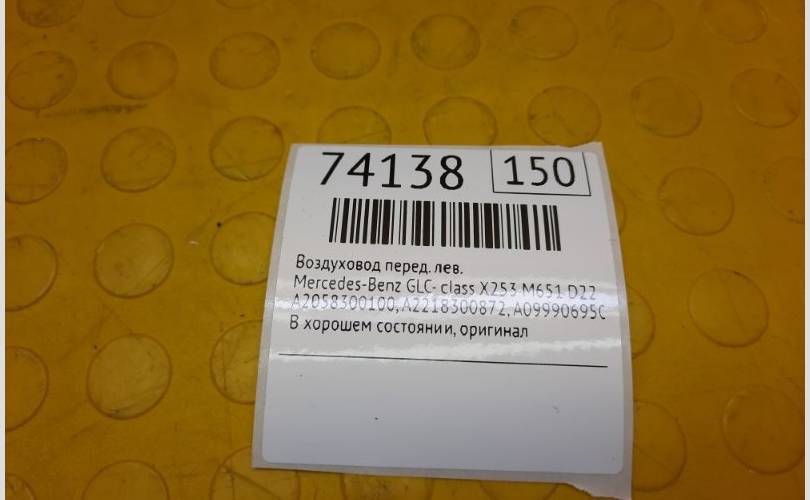 74138 150
Воздуховод перед. лев.
Mercedes-Benz GLC- class X253 M651 D22
A2058300100, A2218300872, A09990695C
В хорошем состоянии, оригинал